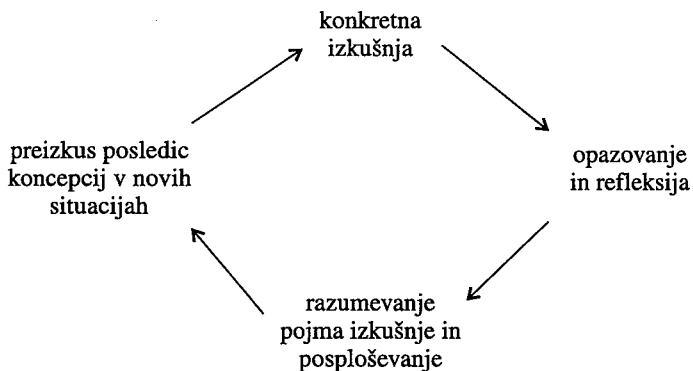 konkretna
izkušnja
opazovanje
in refleksija
razumevanje
pojma izkušnje in
posploševanje
preizkus posledic
koncepcij v novih
situacijah